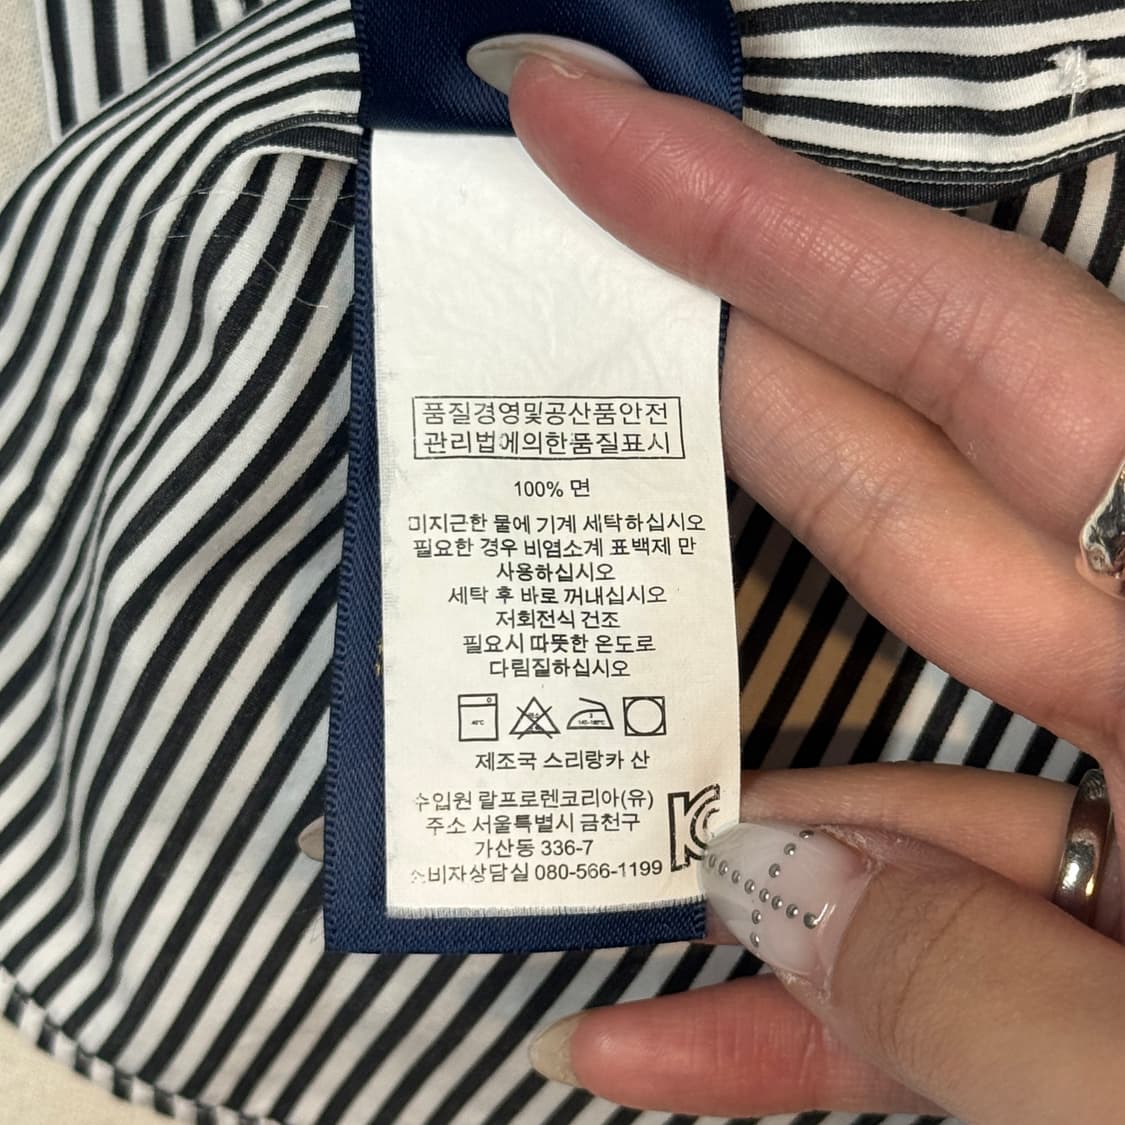 품질경영및공산품안전
관리법에의한품질표시
100% 면
미지근한 물에 기계 세탁하십시오
필요한 경우 비염소계 표백제 만
사용하십시오
세탁 후 바로 꺼내십시오
저회전식 건조
필요시 따뜻한 온도로
다림질하십시오
40°C
제조국 스리랑카 산
수입원 랄프로렌코리아(유)
주소 서울특별시 금천구
가산동 336-7
소비자상담실 080-566-1199